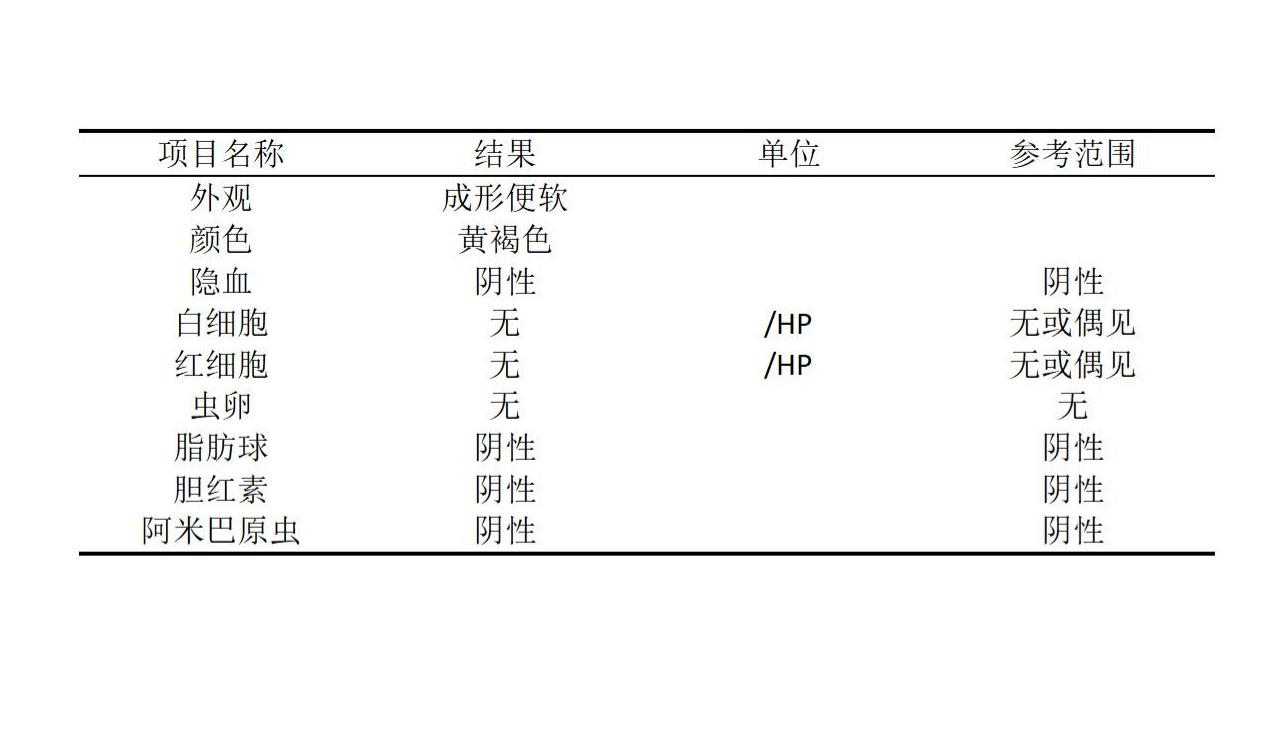 项目名称 结果 单位 参考范围
外观 成形便软
颜色 黄褐色
隐血 阴性 阴性
白细胞 无 /HP 无或偶见
红细胞 无 /HP 无或偶见
虫卵 无 无
脂肪球 阴性 阴性
胆红素 阴性 阴性
阿米巴原虫 阴性 阴性